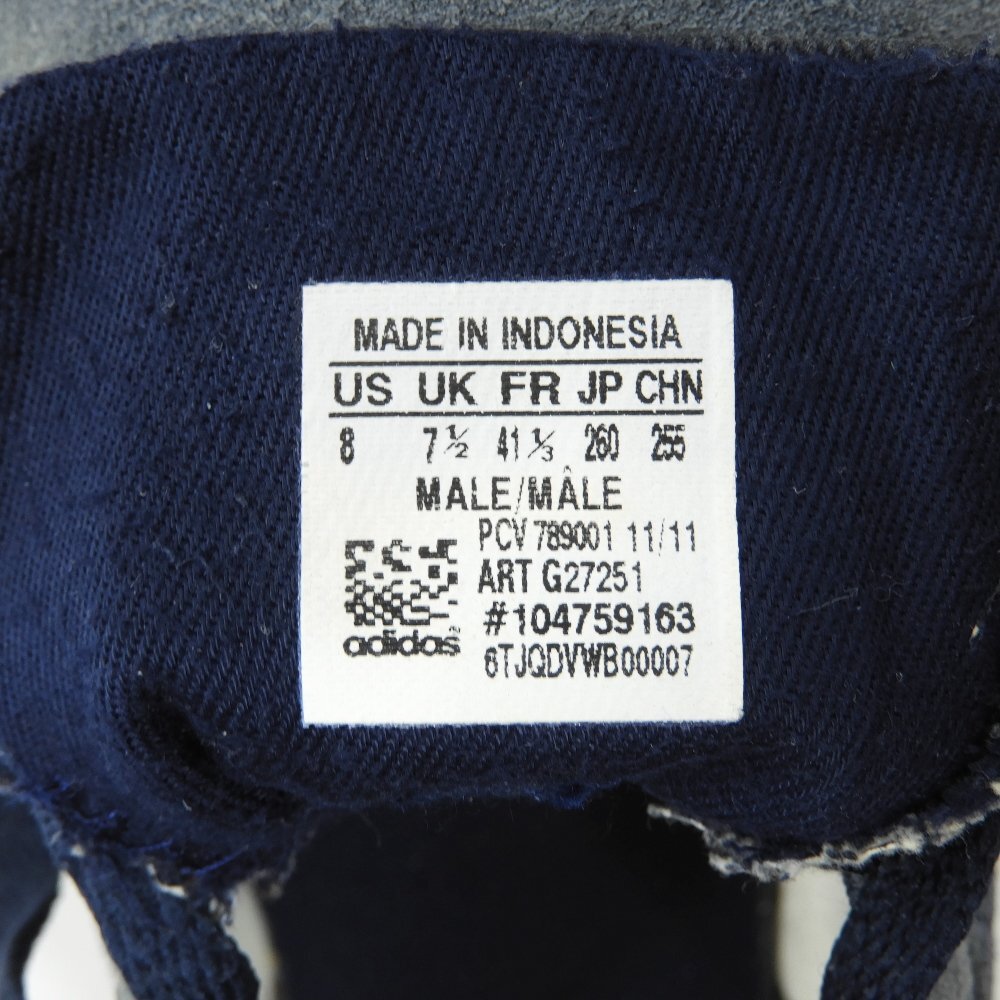 MADE IN INDONESIA
US UK FR JP CHN
8 7½ 41⅓ 260 255
MALE/MÂLE
PCV 789001 11/11
ART G27251
#104759163
adidas
6TJQDVWB00007